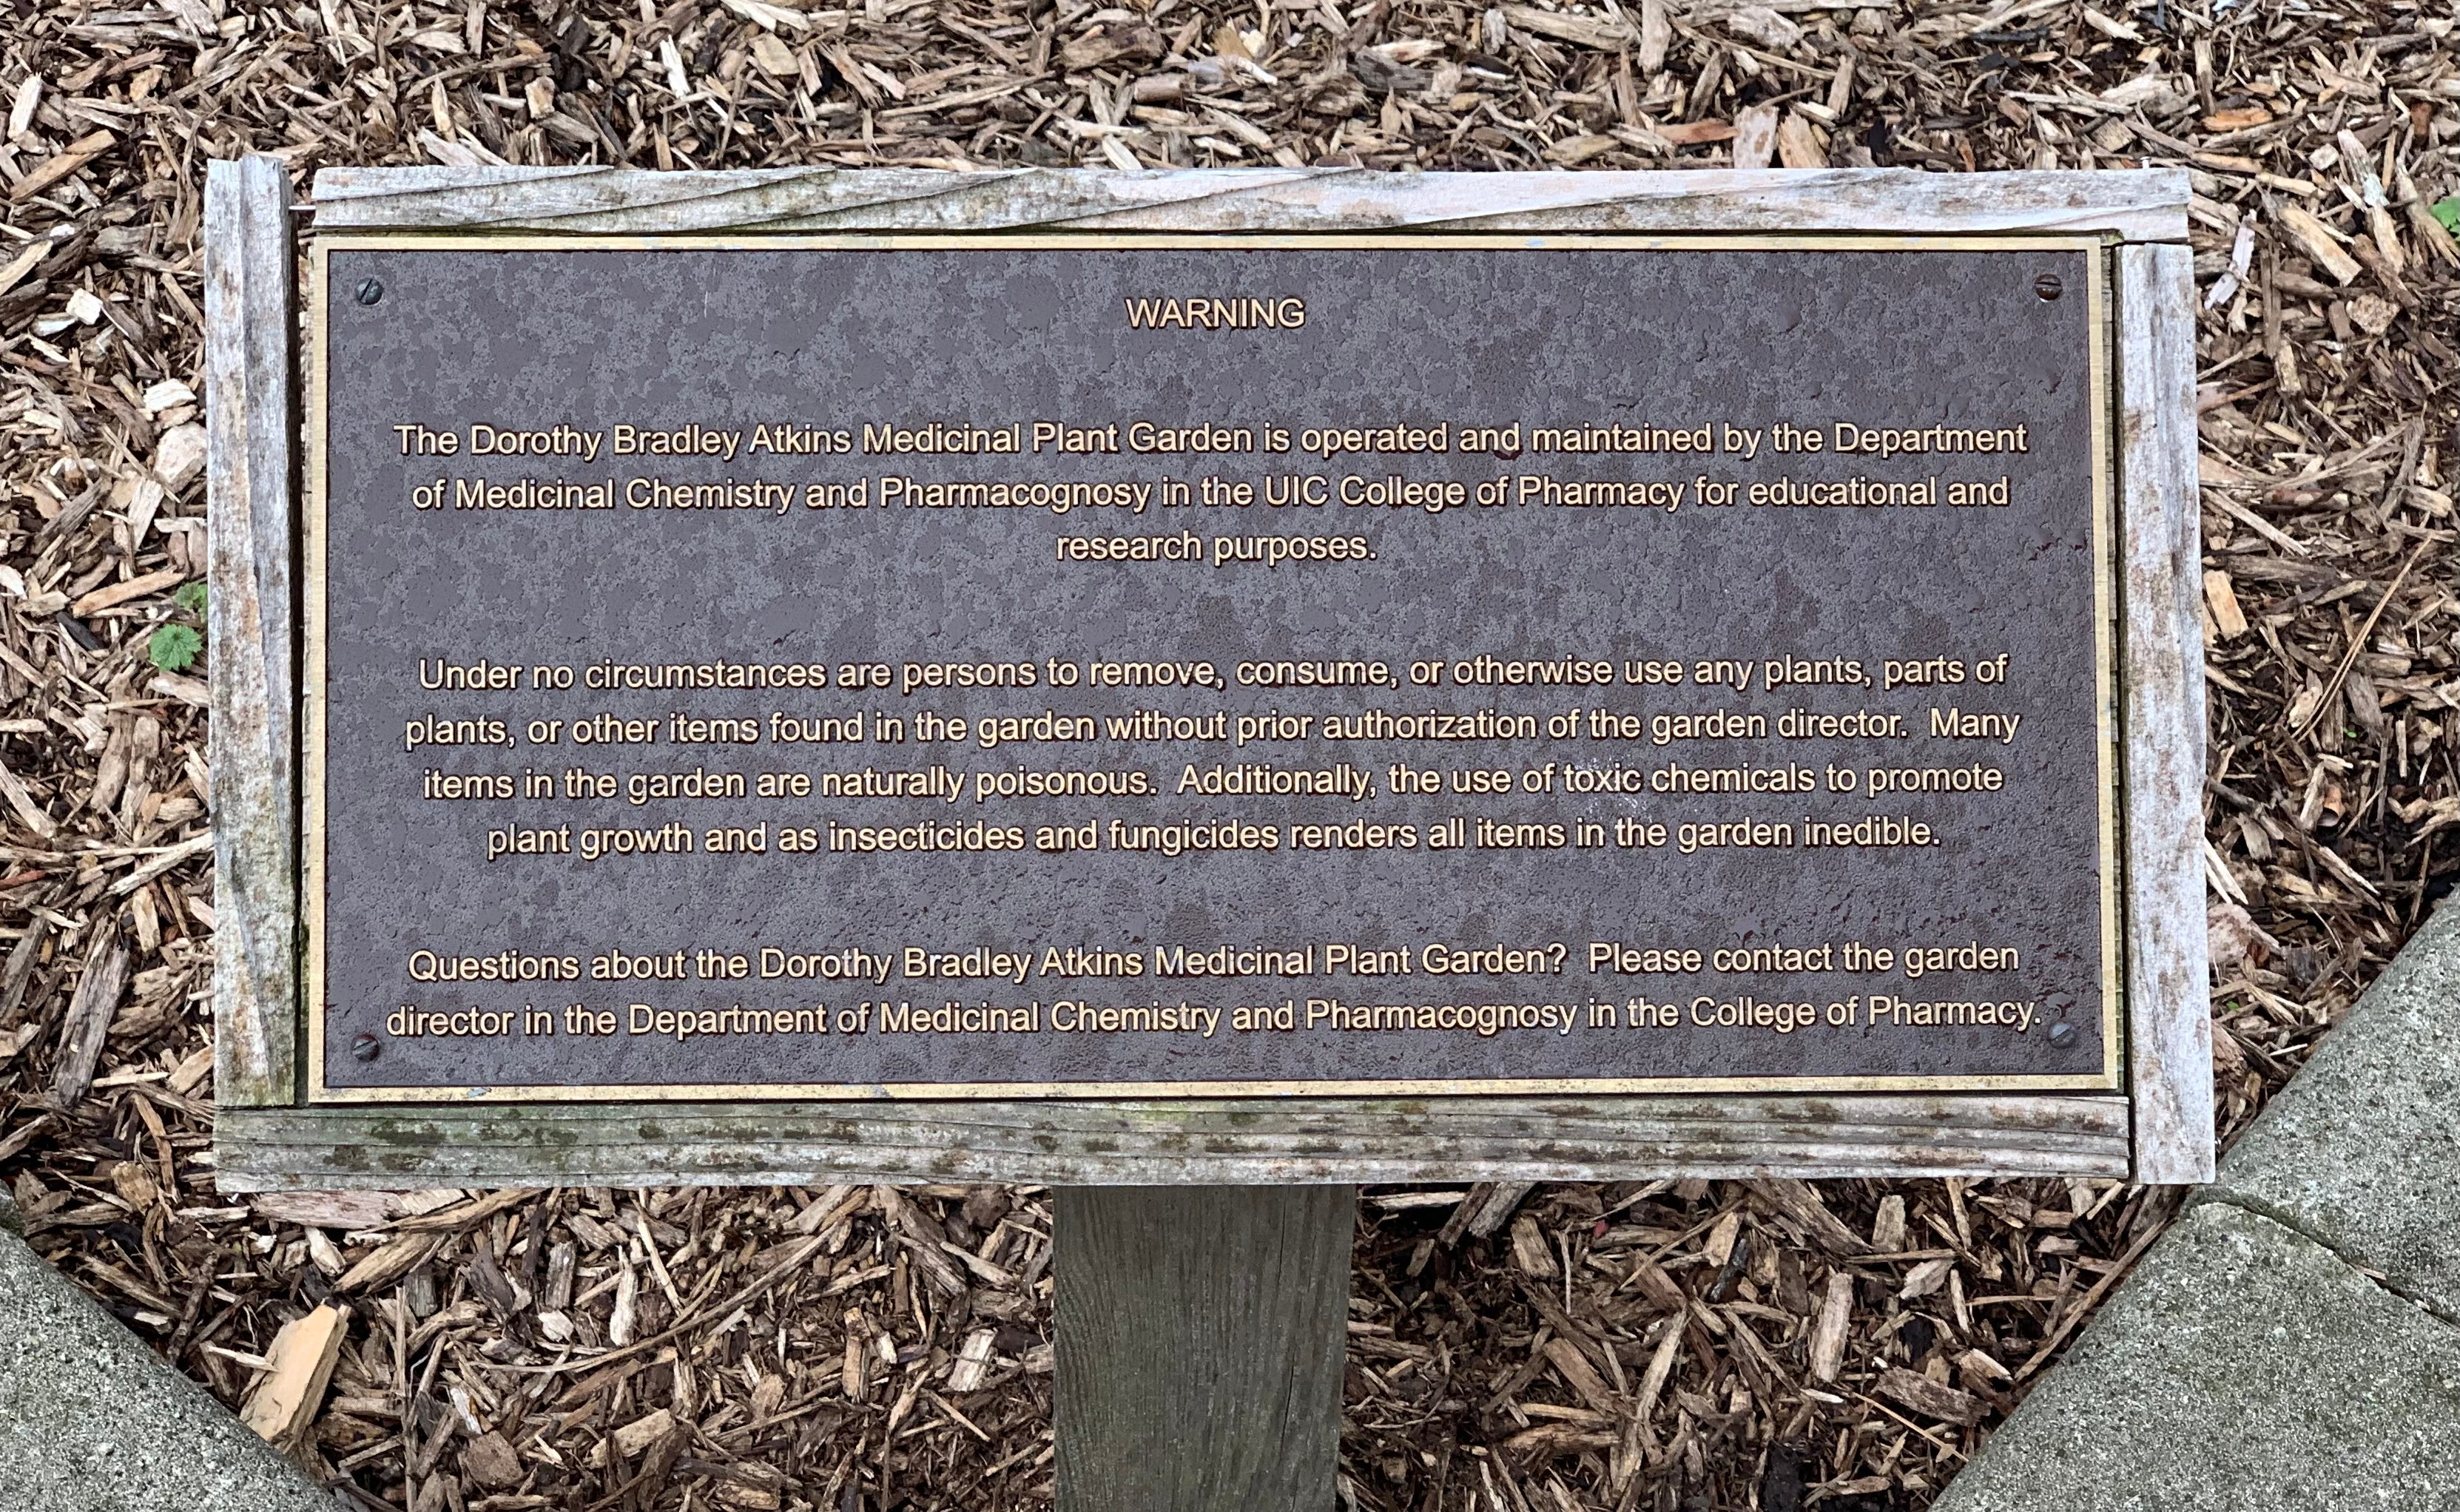 WARNING
The Dorothy Bradley Atkins Medicinal Plant Garden is operated and maintained by the Department
of Medicinal Chemistry and Pharmacognosy in the UIC College of Pharmacy for educational and
research purposes.
Under no circumstances are persons to remove, consume, or otherwise use any plants, parts of
plants, or other items found in the garden without prior authorization of the garden director.  Many
items in the garden are naturally poisonous.  Additionally, the use of toxic chemicals to promote
plant growth and as insecticides and fungicides renders all items in the garden inedible.
Questions about the Dorothy Bradley Atkins Medicinal Plant Garden?  Please contact the garden
director in the Department of Medicinal Chemistry and Pharmacognosy in the College of Pharmacy.